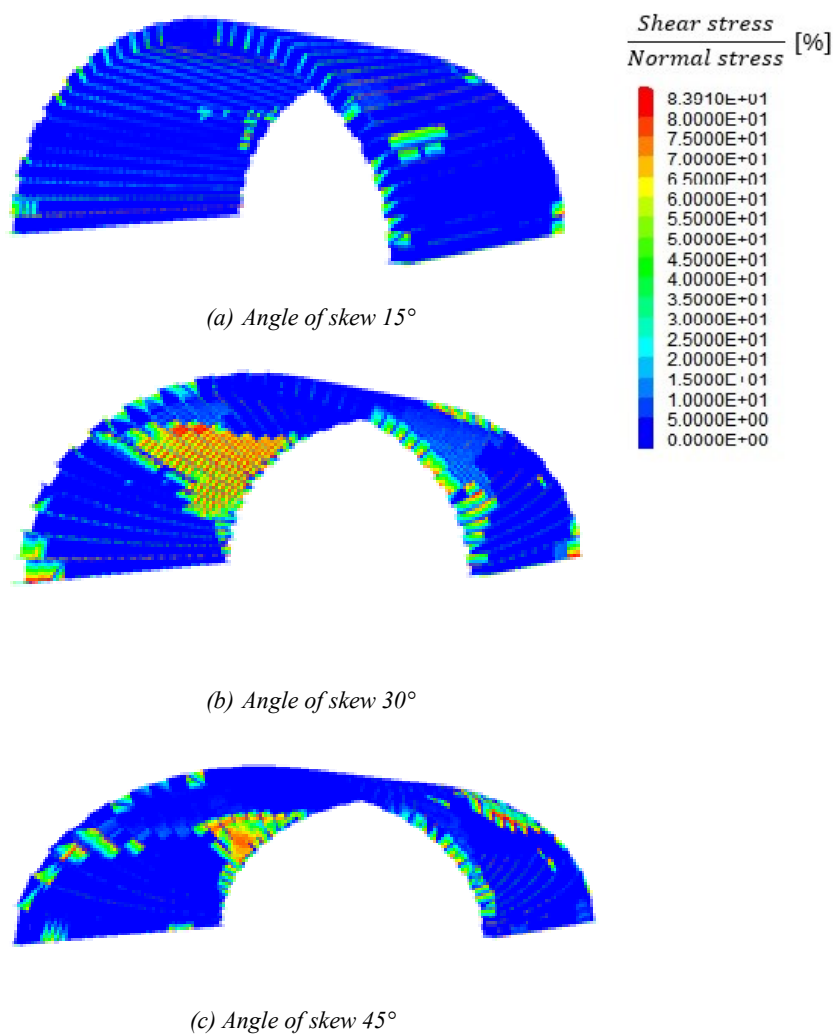 Shear stress
Normal stress [%]
8.3910E+01
8.0000E+01
7.5000E+01
7.0000E+01
6.5000E+01
6.0000E+01
5.5000E+01
5.0000E+01
4.5000E+01
4.0000E+01
3.5000E+01
3.0000E+01
2.5000E+01
2.0000E+01
1.5000E+01
1.0000E+01
5.0000E+00
0.0000E+00
(a) Angle of skew 15°
(b) Angle of skew 30°
(c) Angle of skew 45°